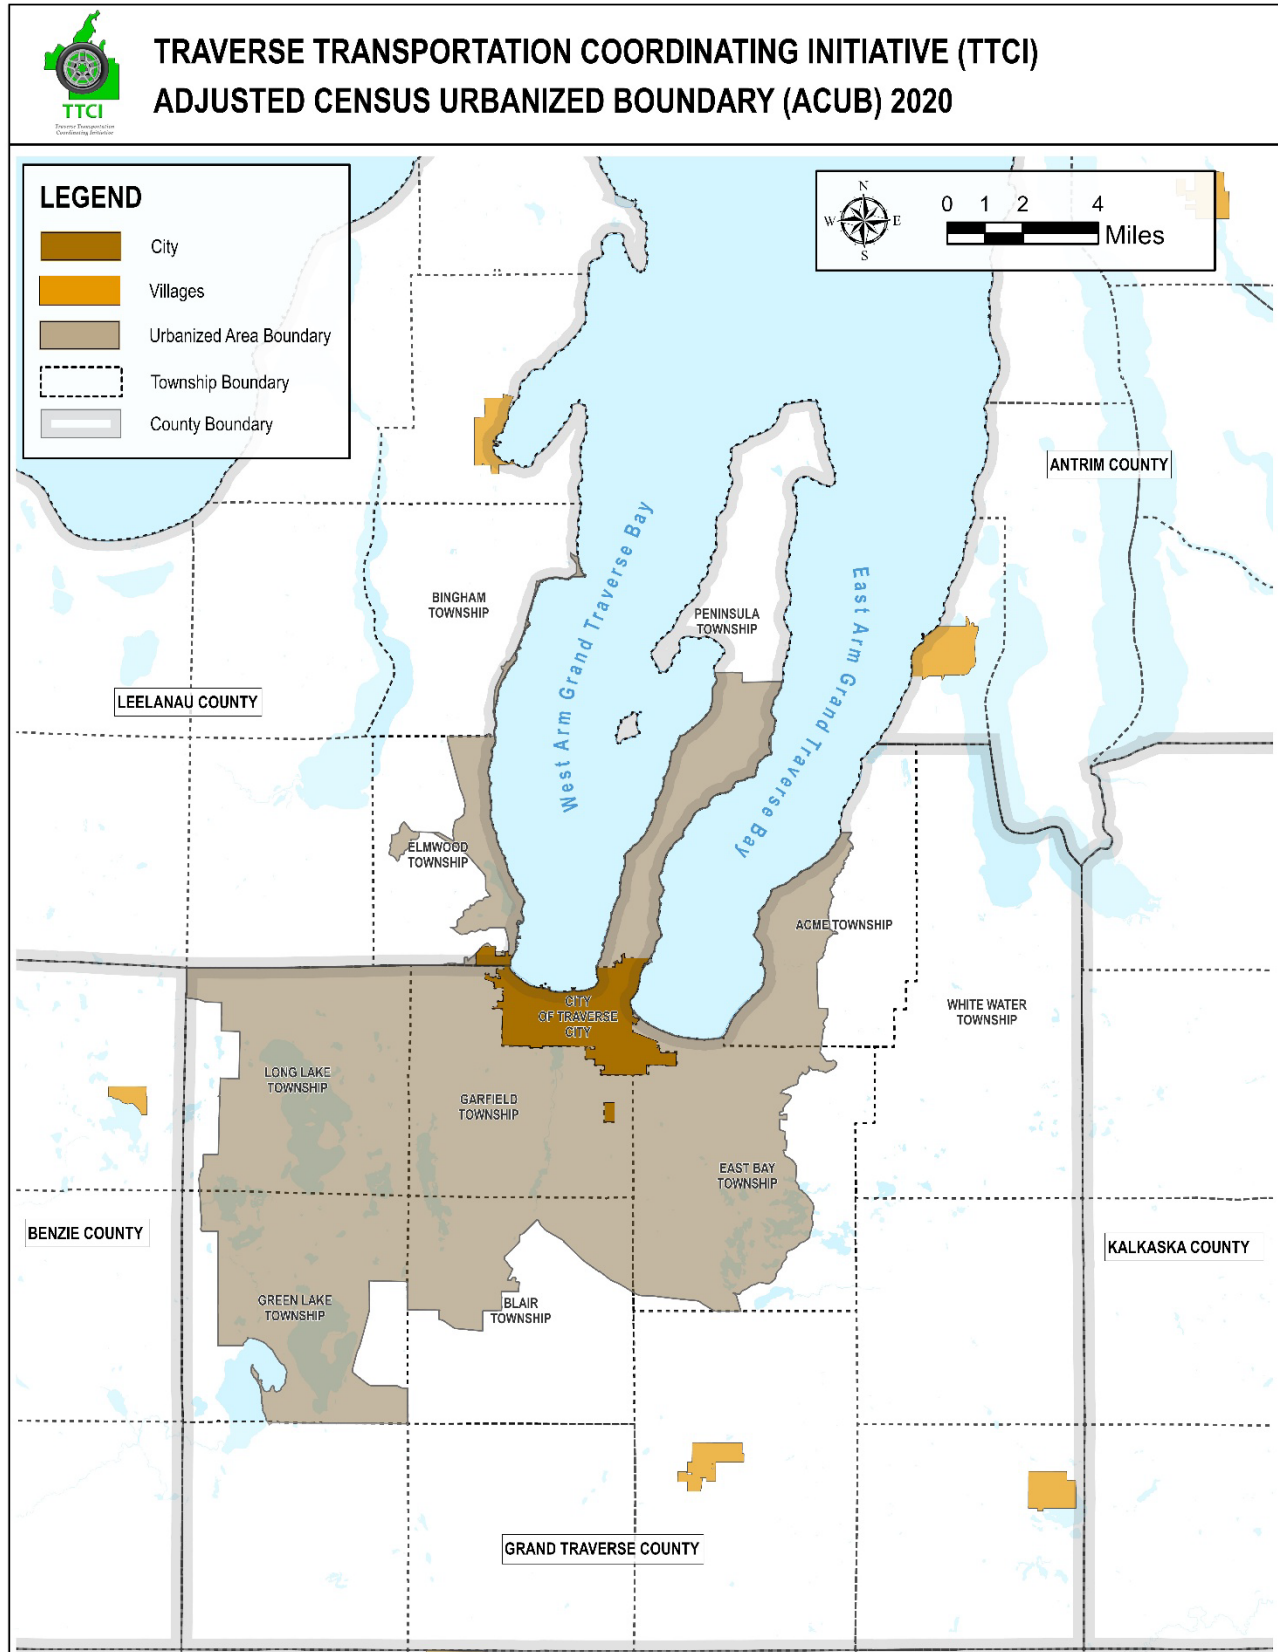 TTCI
Traverse Transportation
Coordinating Initiative
TRAVERSE TRANSPORTATION COORDINATING INITIATIVE (TTCI)
ADJUSTED CENSUS URBANIZED BOUNDARY (ACUB) 2020
LEGEND
City
Villages
Urbanized Area Boundary
Township Boundary
County Boundary
N
W
E
S
0 1 2 4
Miles
ANTRIM COUNTY
BINGHAM
TOWNSHIP
PENINSULA
TOWNSHIP
West Arm Grand Traverse Bay
East Arm Grand Traverse Bay
LEELANAU COUNTY
ELMWOOD
TOWNSHIP
ACME TOWNSHIP
WHITE WATER
TOWNSHIP
CITY
OF TRAVERSE
CITY
LONG LAKE
TOWNSHIP
GARFIELD
TOWNSHIP
EAST BAY
TOWNSHIP
BENZIE COUNTY
KALKASKA COUNTY
GREEN LAKE
TOWNSHIP
BLAIR
TOWNSHIP
GRAND TRAVERSE COUNTY